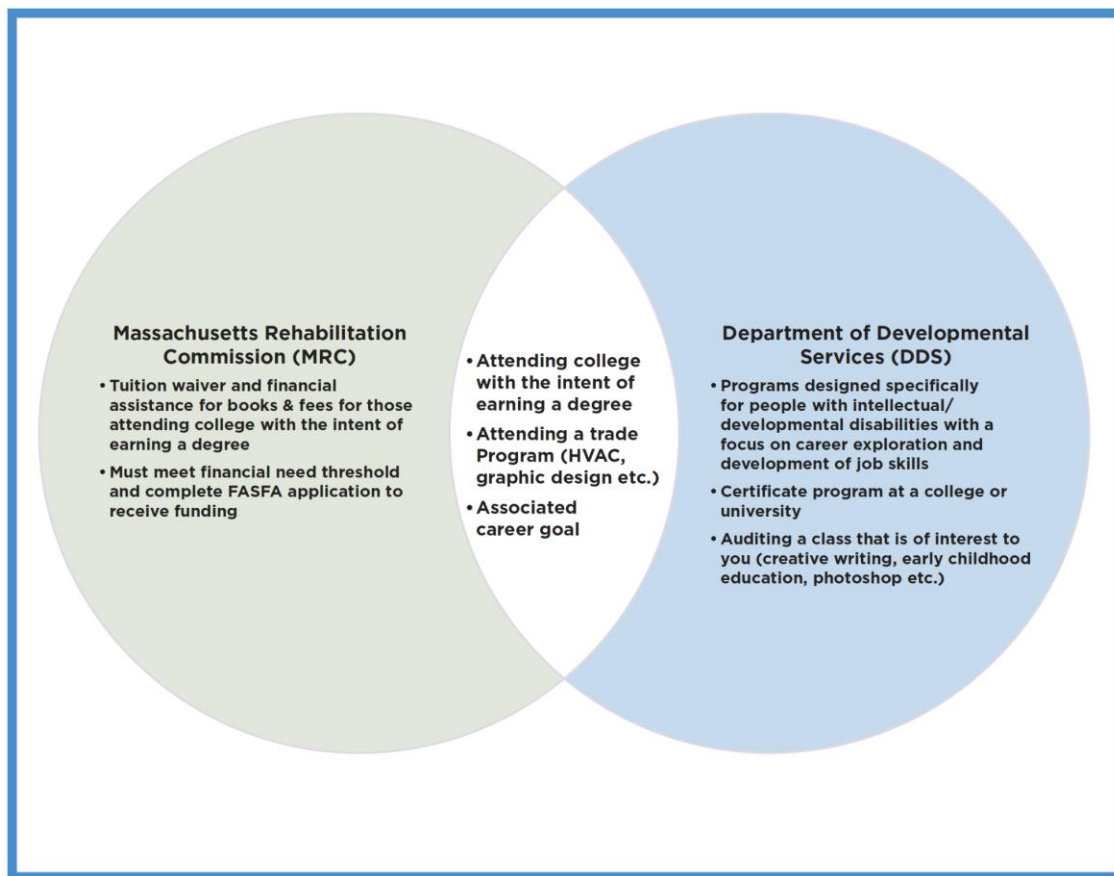 Massachusetts Rehabilitation
Commission (MRC)
• Tuition waiver and financial
assistance for books & fees for those
attending college with the intent of
earning a degree
• Must meet financial need threshold
and complete FASFA application to
receive funding
• Attending college
with the intent of
earning a degree
• Attending a trade
Program (HVAC,
graphic design etc.)
• Associated
career goal
Department of Developmental
Services (DDS)
• Programs designed specifically
for people with intellectual/
developmental disabilities with a
focus on career exploration and
development of job skills
• Certificate program at a college or
university
• Auditing a class that is of interest to
you (creative writing, early childhood
education, photoshop etc.)